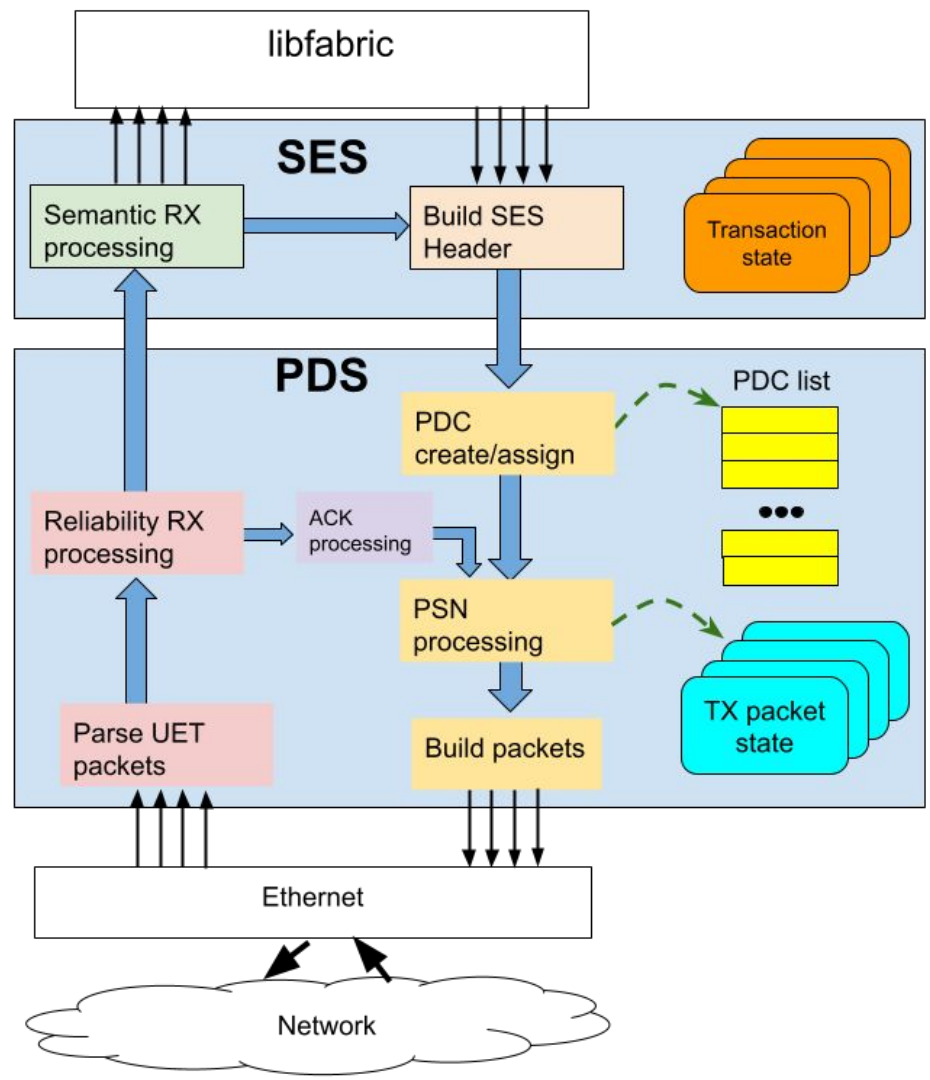 libfabric
SES
Semantic RX
processing
Build SES
Header
Transaction
state
PDS
PDC list
PDC
create/assign
Reliability RX
processing
ACK
processing
PSN
processing
Parse UET
packets
Build packets
TX packet
state
Ethernet
Network